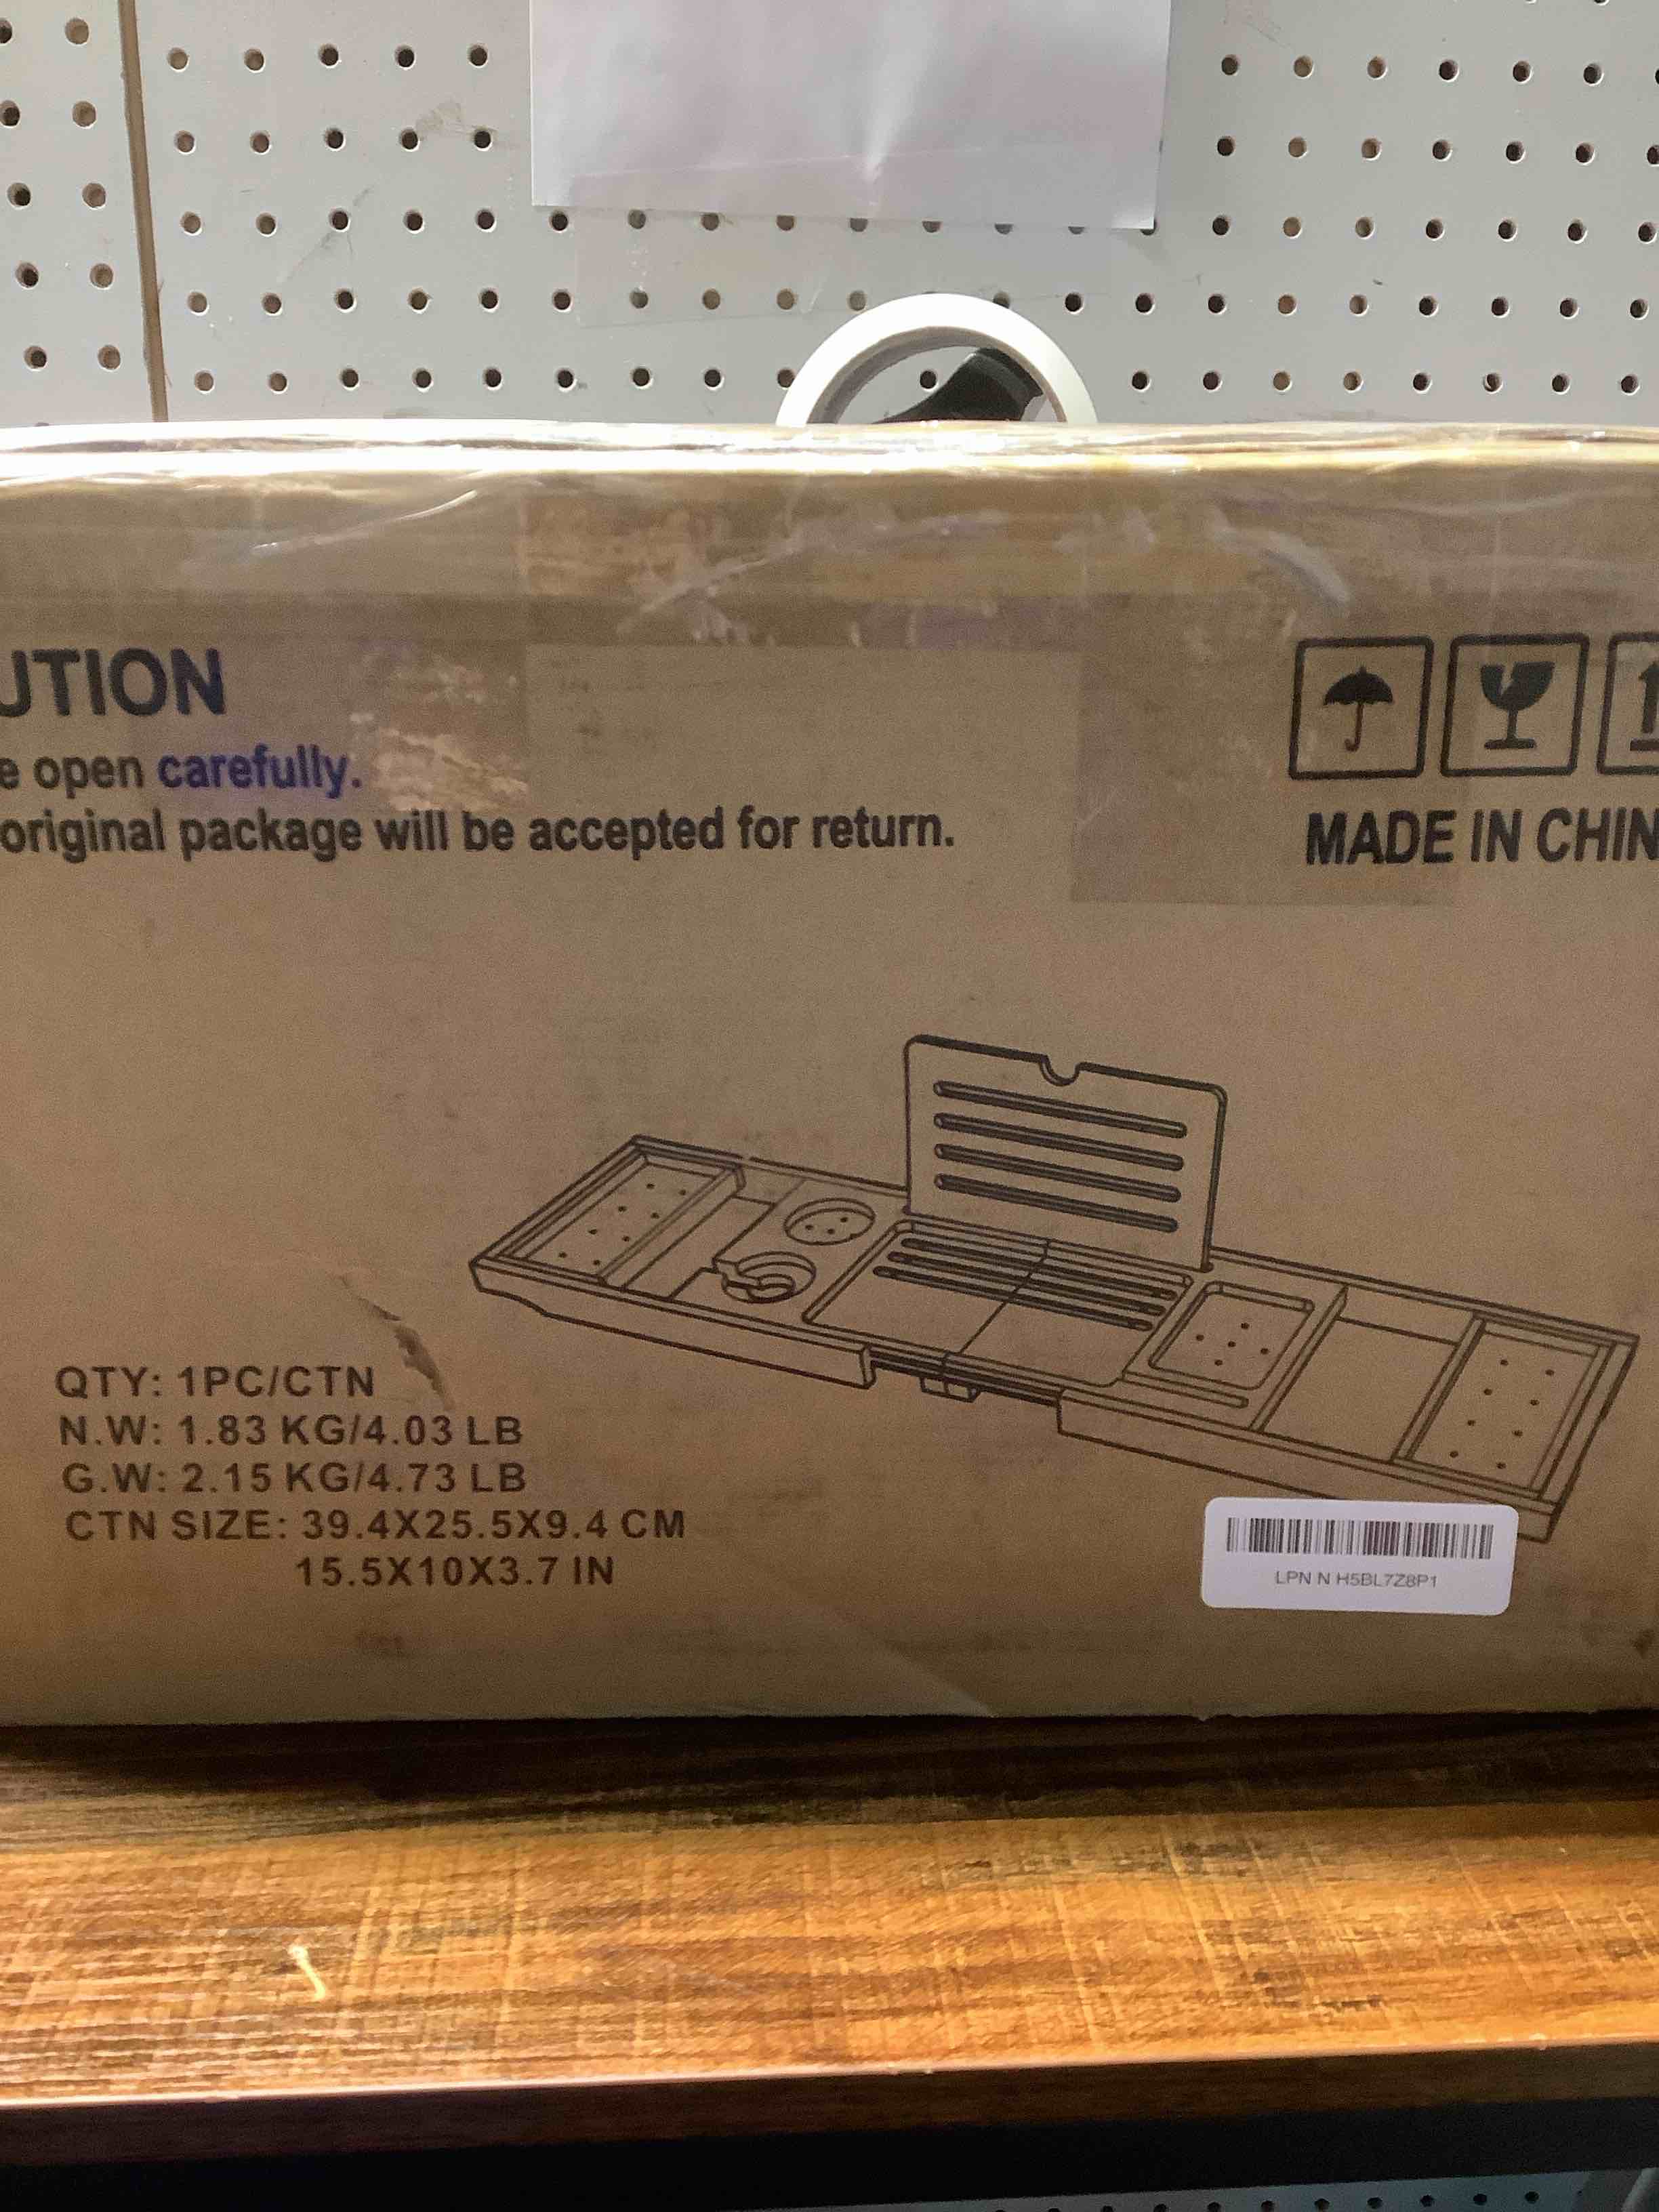 UTION
e open carefully.
original package will be accepted for return.
MADE IN CHIN
QTY: 1PC/CTN
N.W: 1.83 KG/4.03 LB
G.W: 2.15 KG/4.73 LB
CTN SIZE: 39.4X25.5X9.4 CM
15.5X10X3.7 IN
LPN N H5BL7Z8P1